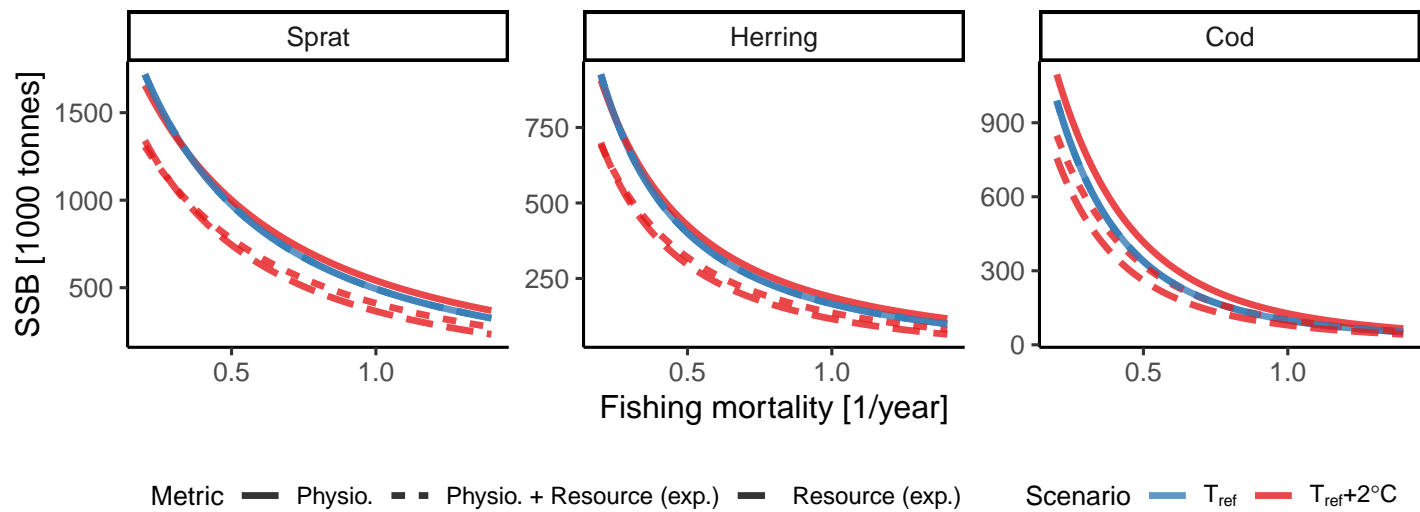 Sprat
Herring
Cod
SSB [1000 tonnes]
1500
1000
500
750
500
250
900
600
300
0
0.5
1.0
0.5
1.0
0.5
1.0
Fishing mortality [1/year]
Metric Physio. Physio. + Resource (exp.) Resource (exp.) Scenario Tref Tref+2°C